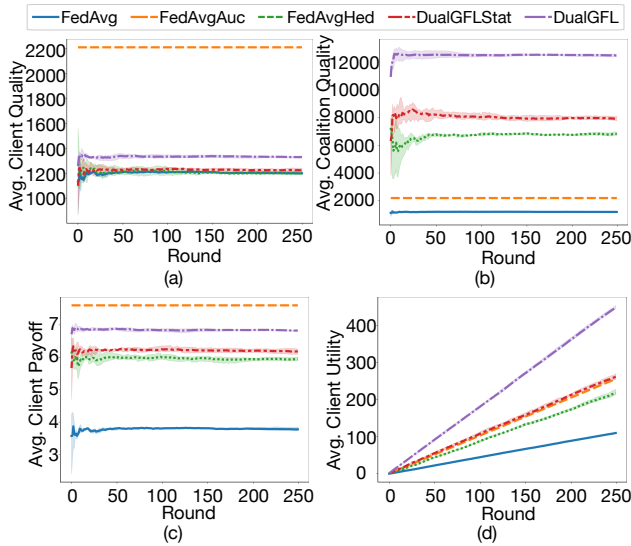 FedAvg FedAvgAuc FedAvgHed DualGFLStat DualGFL
Avg. Client Quality
2200
2000
1800
1600
1400
1200
1000
0 50 100 150 200 250
Round
(a)
Avg. Coalition Quality
12000
10000
8000
6000
4000
2000
0 50 100 150 200 250
Round
(b)
Avg. Client Payoff
7
6
5
4
3
0 50 100 150 200 250
Round
(c)
Avg. Client Utility
400
300
200
100
0
0 50 100 150 200 250
Round
(d)